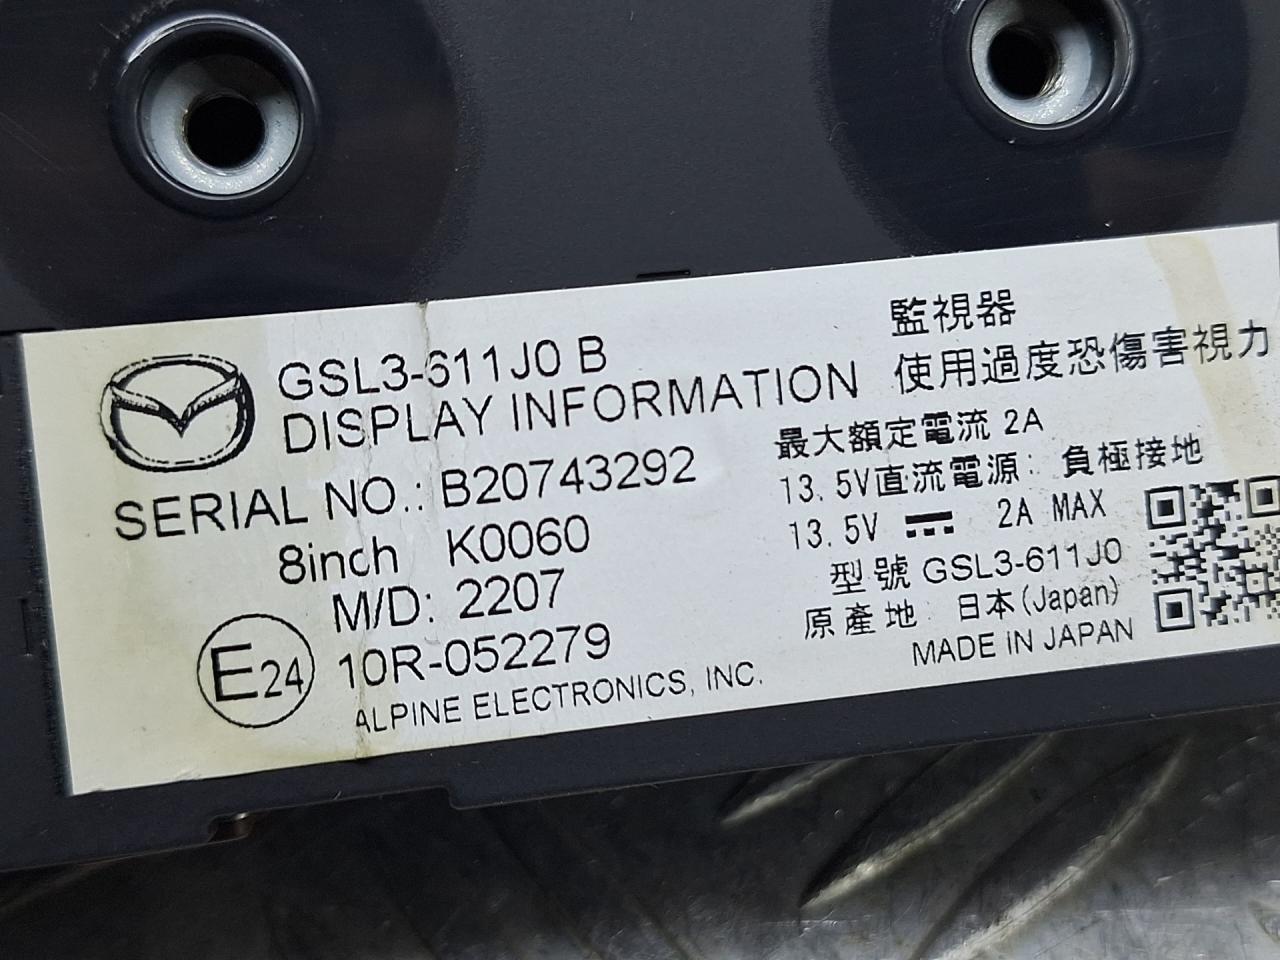 GSL3-611J0 B
DISPLAY INFORMATION
SERIAL NO.: B20743292
8inch K0060
M/D: 2207
E24 10R-052279
ALPINE ELECTRONICS, INC.
監視器
使用過度恐傷害視力
最大額定電流 2A
13.5V直流電源: 負極接地
13.5V 2A MAX
型號 GSL3-611J0
原產地 日本(Japan)
MADE IN JAPAN